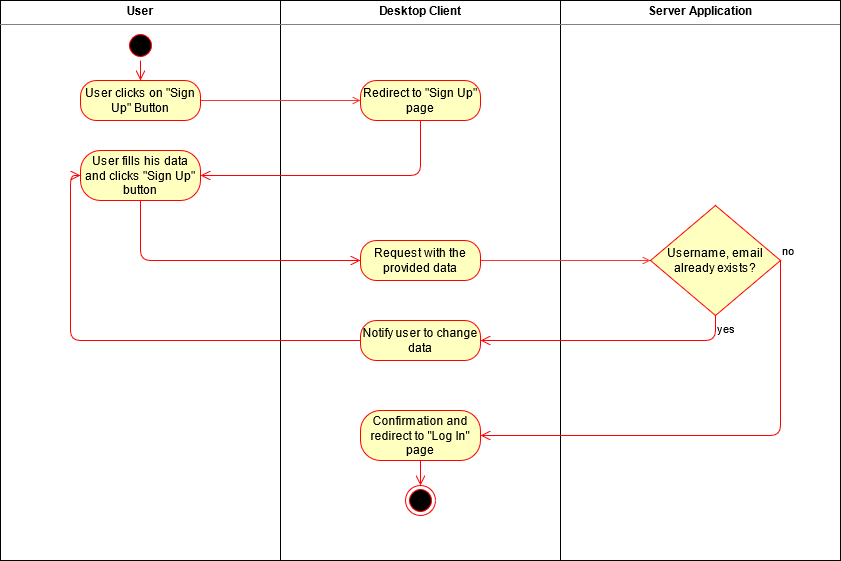 User
Desktop Client
Server Application
User clicks on "Sign
Up" Button
Redirect to "Sign Up"
page
User fills his data
and clicks "Sign Up"
button
Request with the
provided data
Username, email
already exists?
no
yes
Notify user to change
data
Confirmation and
redirect to "Log In"
page